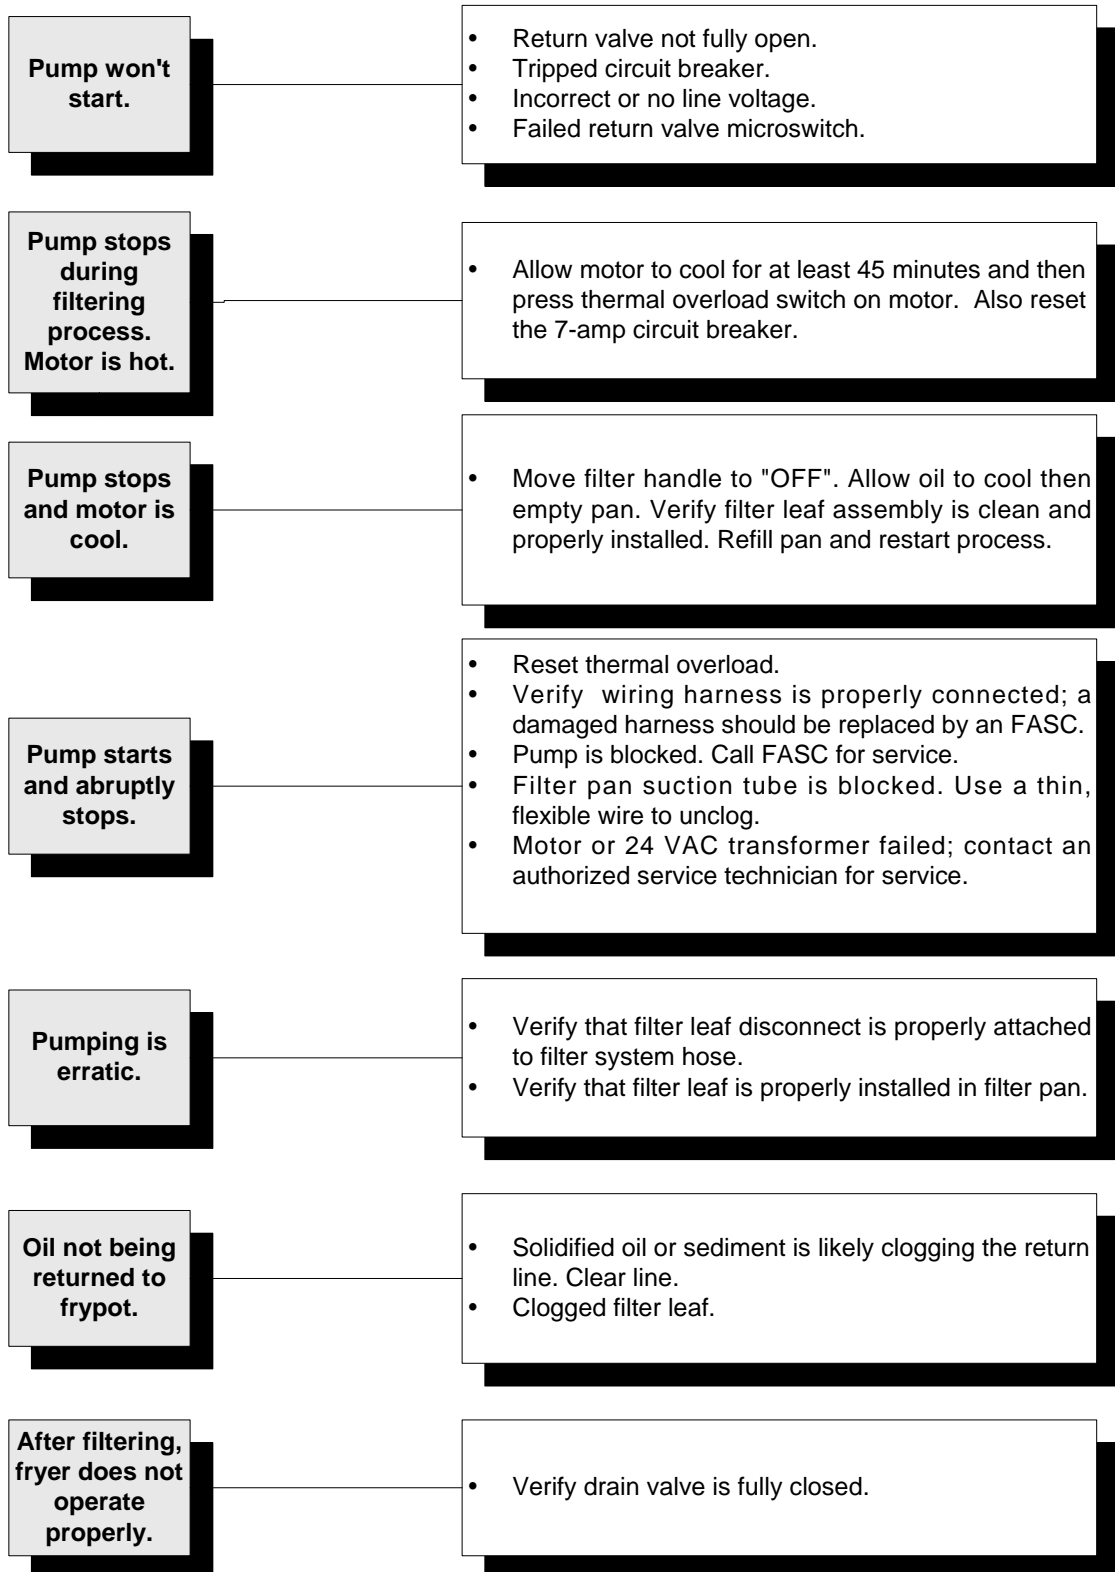 Pump won't
start.
• Return valve not fully open.
• Tripped circuit breaker.
• Incorrect or no line voltage.
• Failed return valve microswitch.
Pump stops
during
filtering
process.
Motor is hot.
• Allow motor to cool for at least 45 minutes and then
press thermal overload switch on motor.  Also reset
the 7-amp circuit breaker.
Pump stops
and motor is
cool.
• Move filter handle to "OFF". Allow oil to cool then
empty pan. Verify filter leaf assembly is clean and
properly installed. Refill pan and restart process.
Pump starts
and abruptly
stops.
• Reset thermal overload.
• Verify  wiring harness is properly connected; a
damaged harness should be replaced by an FASC.
• Pump is blocked. Call FASC for service.
• Filter pan suction tube is blocked. Use a thin,
flexible wire to unclog.
• Motor or 24 VAC transformer failed; contact an
authorized service technician for service.
Pumping is
erratic.
• Verify that filter leaf disconnect is properly attached
to filter system hose.
• Verify that filter leaf is properly installed in filter pan.
Oil not being
returned to
frypot.
• Solidified oil or sediment is likely clogging the return
line. Clear line.
• Clogged filter leaf.
After filtering,
fryer does not
operate
properly.
• Verify drain valve is fully closed.